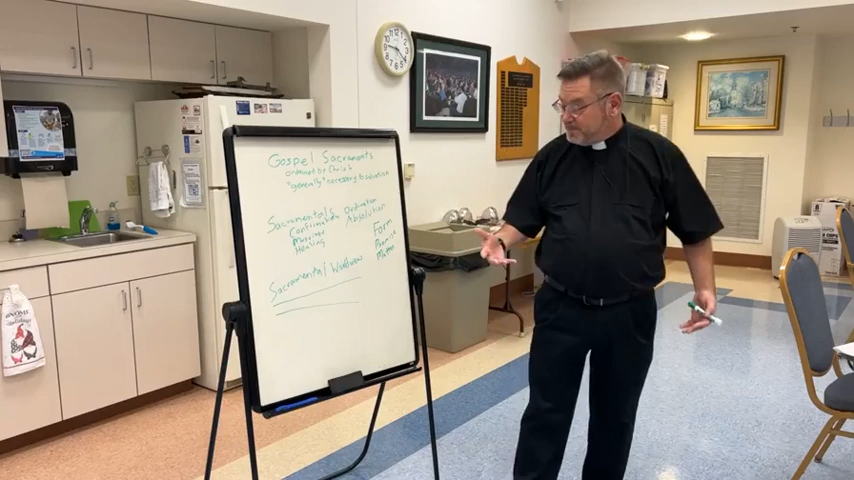 Gospel Sacraments
ordained by Christ &
"generally" necessary to salvation
Sacramentals Ordination
Confirmation Absolution
Marriage
Healing
Form
Matter
Sacramental Worldview